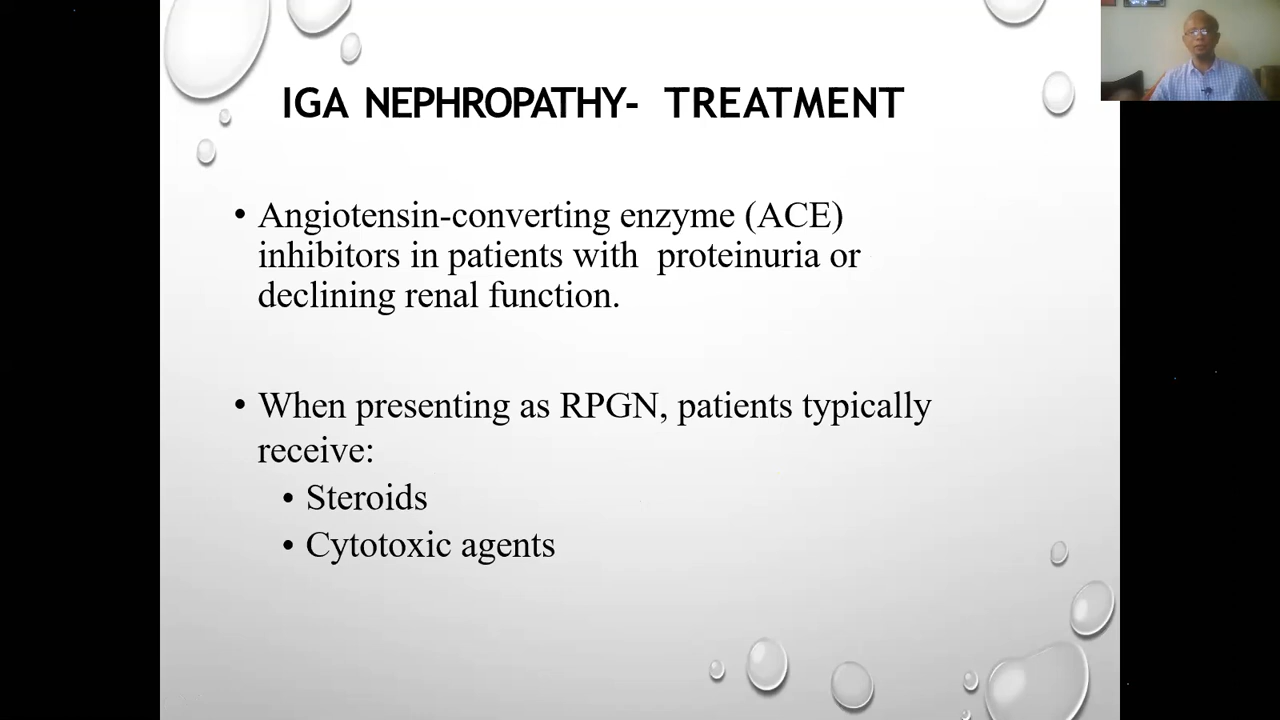 IGA NEPHROPATHY- TREATMENT
• Angiotensin-converting enzyme (ACE)
inhibitors in patients with proteinuria or
declining renal function.
• When presenting as RPGN, patients typically
receive:
• Steroids
• Cytotoxic agents